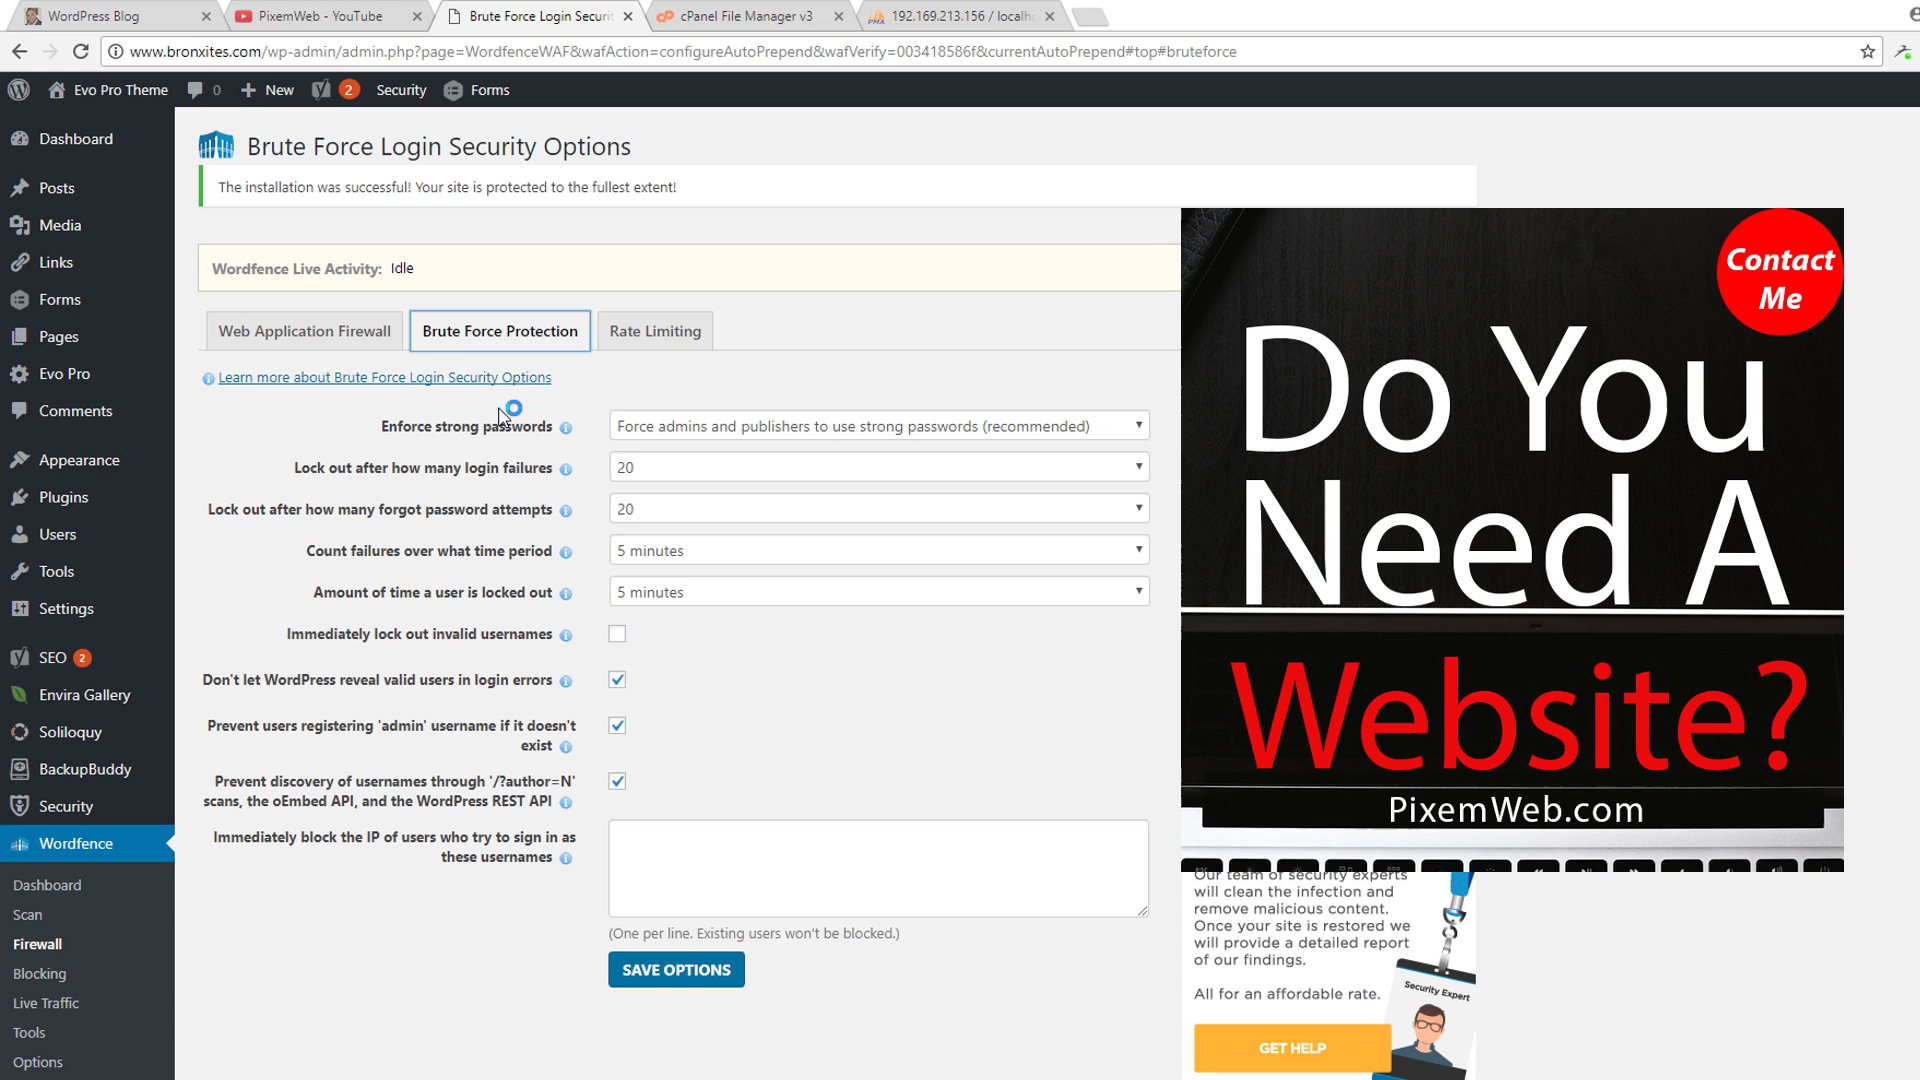 WordPress Blog
PixemWeb - YouTube
Brute Force Login Securit
cPanel File Manager v3
PMA
192.169.213.156 / localho
www.bronxites.com/wp-admin/admin.php?page=WordfenceWAF&wafAction=configureAutoPrepend&wafVerify=003418586f&currentAutoPrepend#top#bruteforce
Evo Pro Theme
0
New
2
Security
Forms
Dashboard
Posts
Media
Links
Forms
Pages
Evo Pro
Comments
Appearance
Plugins
Users
Tools
Settings
SEO 2
Envira Gallery
Soliloquy
BackupBuddy
Security
Wordfence
Dashboard
Scan
Firewall
Blocking
Live Traffic
Tools
Options
Brute Force Login Security Options
The installation was successful! Your site is protected to the fullest extent!
Wordfence Live Activity: Idle
Web Application Firewall
Brute Force Protection
Rate Limiting
Learn more about Brute Force Login Security Options
Enforce strong passwords
Force admins and publishers to use strong passwords (recommended)
Lock out after how many login failures
20
Lock out after how many forgot password attempts
20
Count failures over what time period
5 minutes
Amount of time a user is locked out
5 minutes
Immediately lock out invalid usernames
Don't let WordPress reveal valid users in login errors
Prevent users registering 'admin' username if it doesn't
exist
Prevent discovery of usernames through '/?author=N'
scans, the oEmbed API, and the WordPress REST API
Immediately block the IP of users who try to sign in as
these usernames
(One per line. Existing users won't be blocked.)
SAVE OPTIONS
Contact
Me
Do You
Need A
Website?
PixemWeb.com
Our team of security experts
will clean the infection and
remove malicious content.
Once your site is restored we
will provide a detailed report
of our findings.
All for an affordable rate.
Security Expert
GET HELP